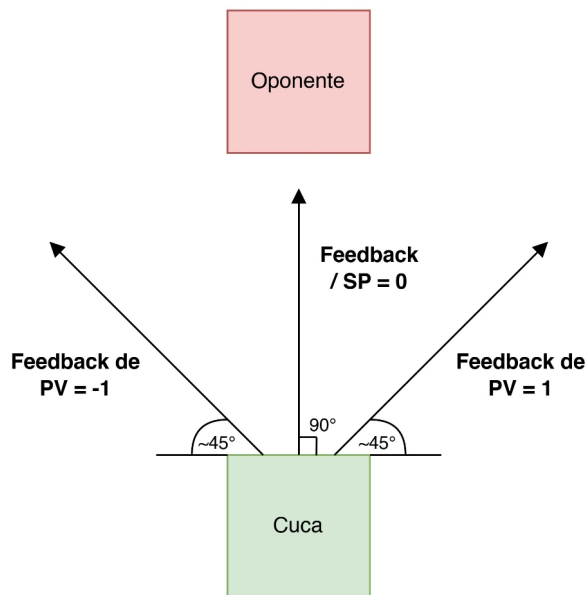 Oponente
Feedback
/ SP = 0
Feedback de
PV = -1
Feedback de
PV = 1
90°
~45°
~45°
Cuca